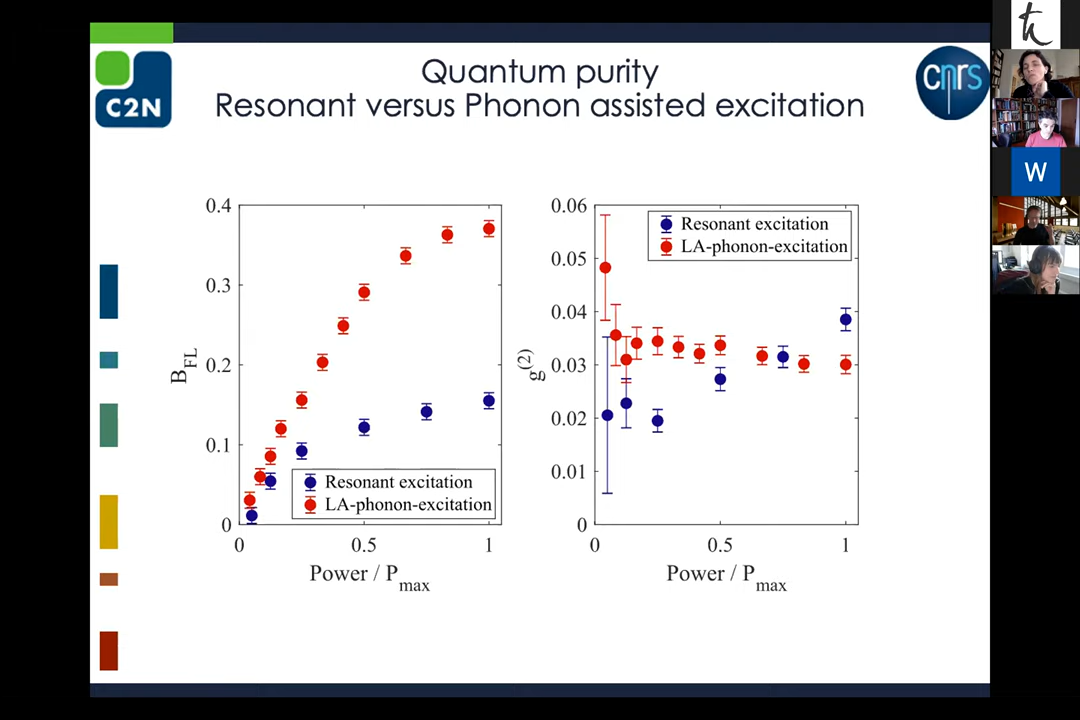 Quantum purity
Resonant versus Phonon assisted excitation
C2N
cnrs
W
0.4
0.3
0.2
0.1
0
B_FL
Resonant excitation
LA-phonon-excitation
0
0.5
1
Power / P_max
0.06
0.05
0.04
0.03
0.02
0.01
0
g^(2)
Resonant excitation
LA-phonon-excitation
0
0.5
1
Power / P_max